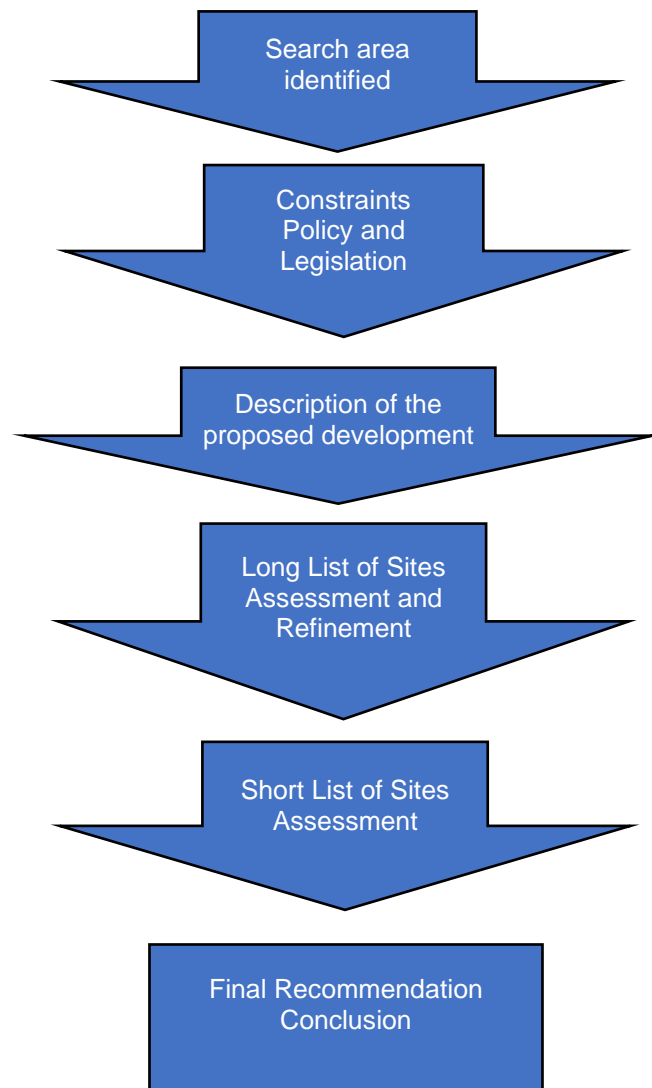 Search area
identified
Constraints
Policy and
Legislation
Description of the
proposed development
Long List of Sites
Assessment and
Refinement
Short List of Sites
Assessment
Final Recommendation
Conclusion